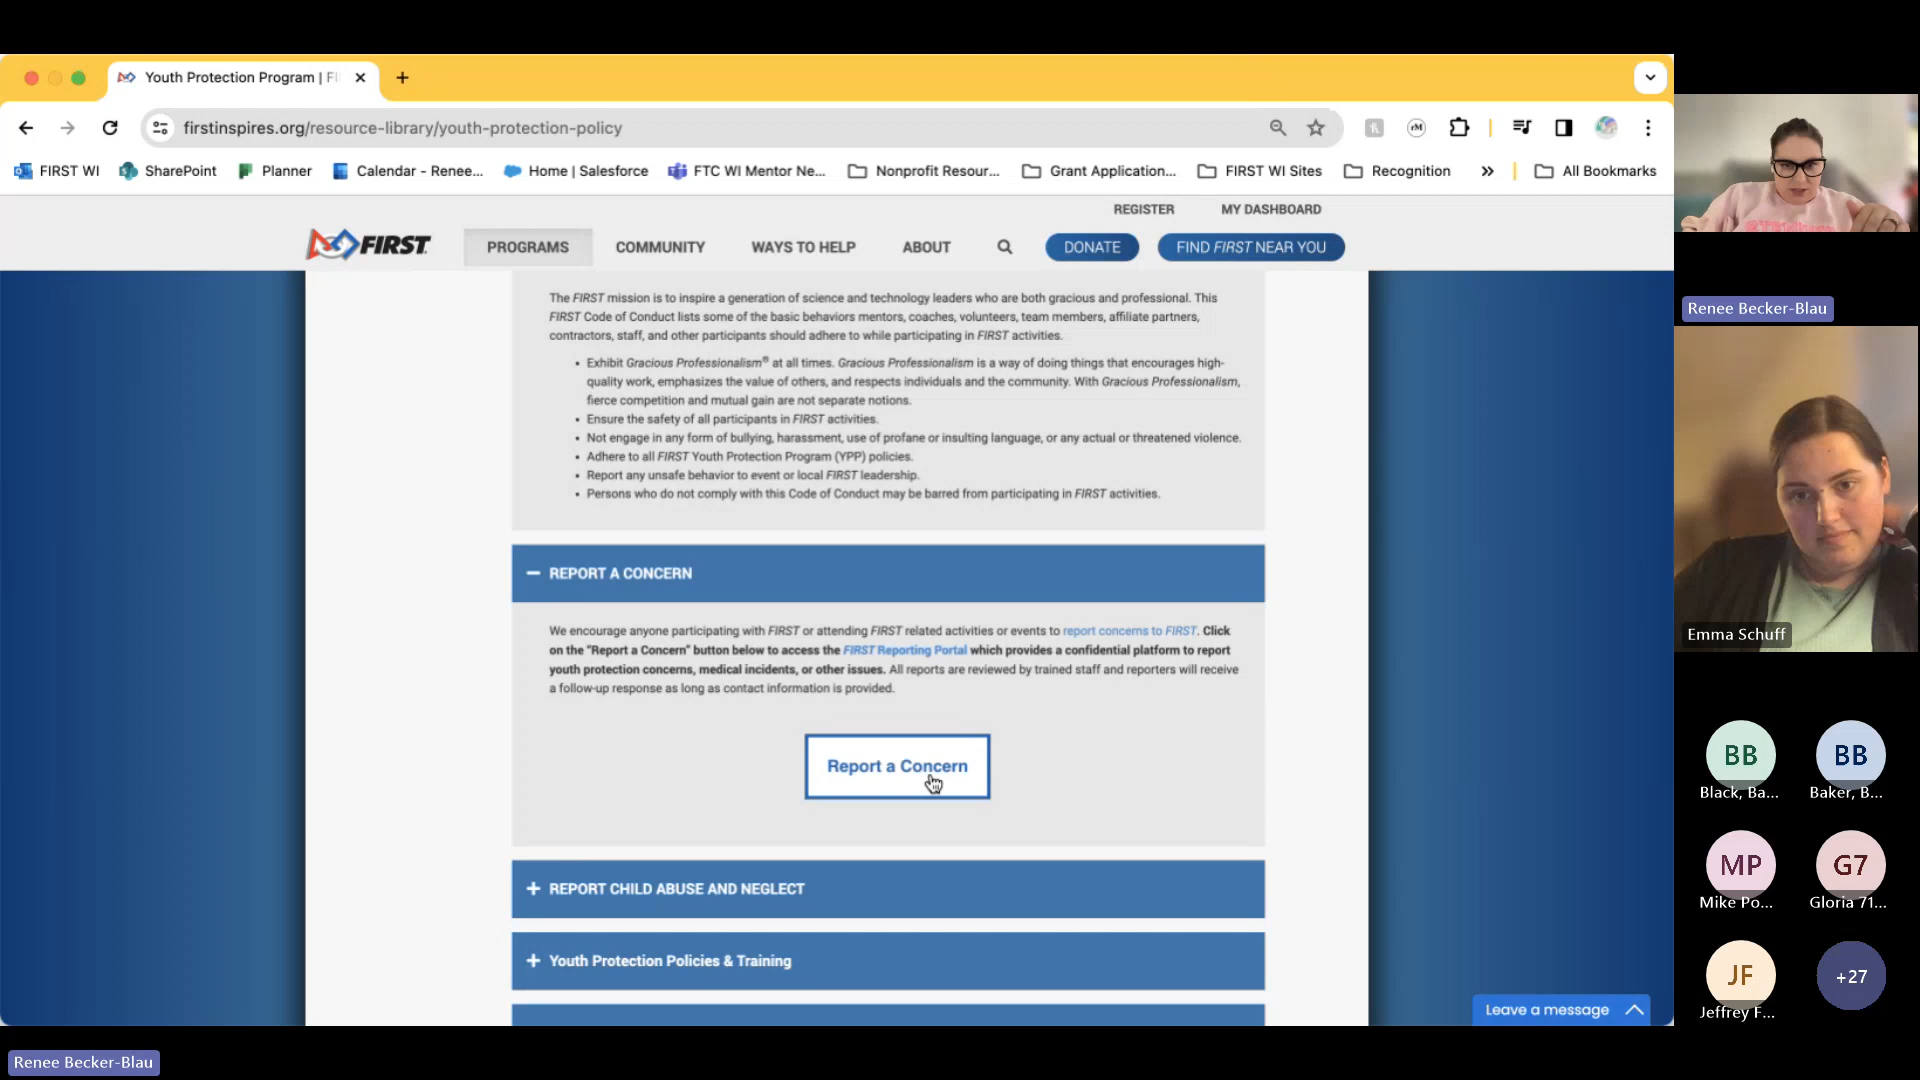 Youth Protection Program | FI
firstinspires.org/resource-library/youth-protection-policy
FIRST WI
SharePoint
Planner
Calendar - Renee...
Home | Salesforce
FTC WI Mentor Ne...
Nonprofit Resour...
Grant Application...
FIRST WI Sites
Recognition
All Bookmarks
REGISTER
MY DASHBOARD
FIRST
PROGRAMS
COMMUNITY
WAYS TO HELP
ABOUT
DONATE
FIND FIRST NEAR YOU
The FIRST mission is to inspire a generation of science and technology leaders who are both gracious and professional. This
FIRST Code of Conduct lists some of the basic behaviors mentors, coaches, volunteers, team members, affiliate partners,
contractors, staff, and other participants should adhere to while participating in FIRST activities.
• Exhibit Gracious Professionalism® at all times. Gracious Professionalism is a way of doing things that encourages high-
quality work, emphasizes the value of others, and respects individuals and the community. With Gracious Professionalism,
fierce competition and mutual gain are not separate notions.
• Ensure the safety of all participants in FIRST activities.
• Not engage in any form of bullying, harassment, use of profane or insulting language, or any actual or threatened violence.
• Adhere to all FIRST Youth Protection Program (YPP) policies.
• Report any unsafe behavior to event or local FIRST leadership.
• Persons who do not comply with this Code of Conduct may be barred from participating in FIRST activities.
REPORT A CONCERN
We encourage anyone participating with FIRST or attending FIRST related activities or events to report concerns to FIRST. Click
on the "Report a Concern" button below to access the FIRST Reporting Portal which provides a confidential platform to report
youth protection concerns, medical incidents, or other issues. All reports are reviewed by trained staff and reporters will receive
a follow-up response as long as contact information is provided.
Report a Concern
+ REPORT CHILD ABUSE AND NEGLECT
+ Youth Protection Policies & Training
Leave a message
Renee Becker-Blau
Emma Schuff
BB
Black, Ba...
BB
Baker, B...
MP
Mike Po...
G7
Gloria 71...
JF
Jeffrey F...
+27
Renee Becker-Blau